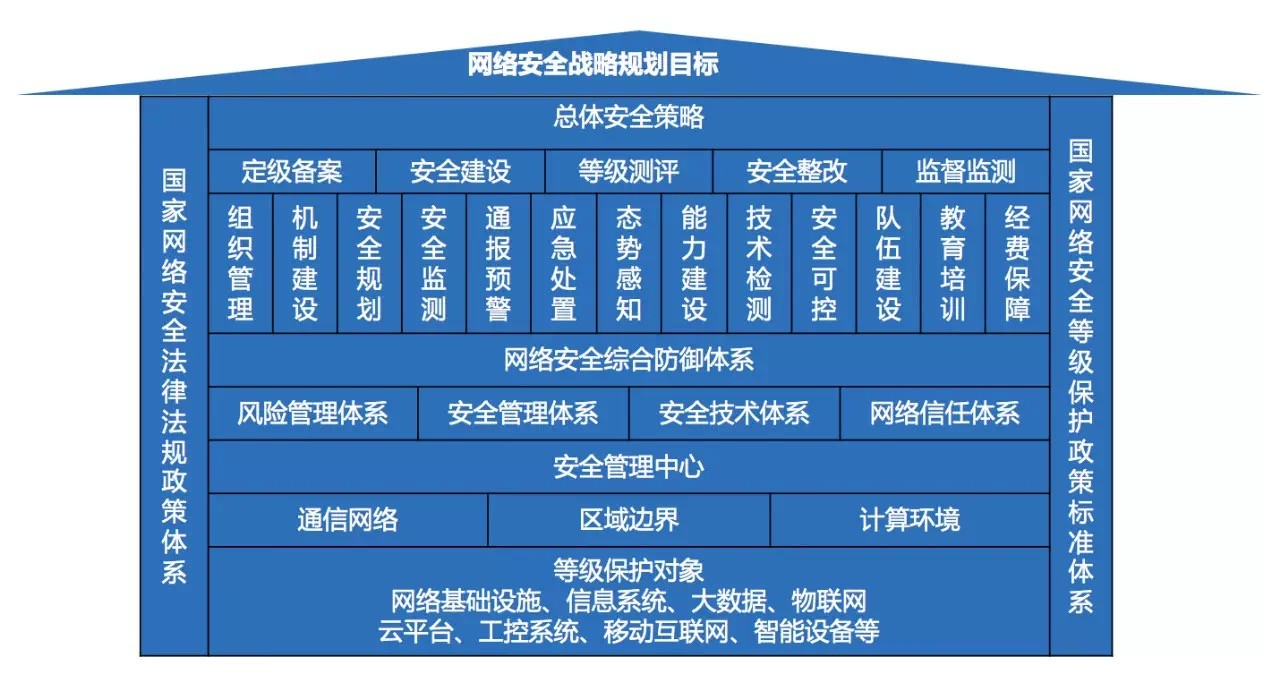 网络安全战略规划目标
国家网络安全法律法规政策体系
总体安全策略
定级备案
安全建设
等级测评
安全整改
监督监测
组织管理
机制建设
安全规划
安全监测
通报预警
应急处置
态势感知
能力建设
技术检测
安全可控
队伍建设
教育培训
经费保障
网络安全综合防御体系
风险管理体系
安全管理体系
安全技术体系
网络信任体系
安全管理中心
通信网络
区域边界
计算环境
等级保护对象
网络基础设施、信息系统、大数据、物联网
云平台、工控系统、移动互联网、智能设备等
国家网络安全等级保护政策标准体系